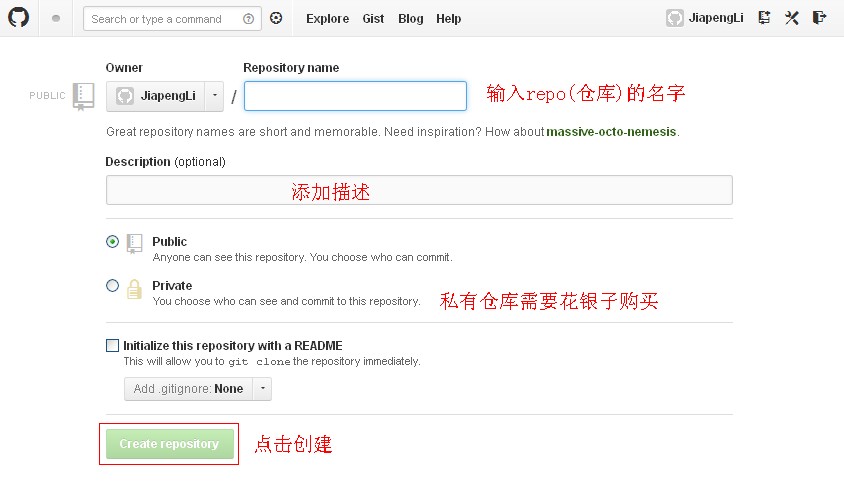 Search or type a command
Explore Gist Blog Help
JiapengLi
Owner
Repository name
PUBLIC
JiapengLi
/
输入repo(仓库)的名字
Great repository names are short and memorable. Need inspiration? How about massive-octo-nemesis.
Description (optional)
添加描述
Public
Anyone can see this repository. You choose who can commit.
Private
You choose who can see and commit to this repository.
私有仓库需要花银子购买
Initialize this repository with a README
This will allow you to git clone the repository immediately.
Add .gitignore: None
Create repository
点击创建